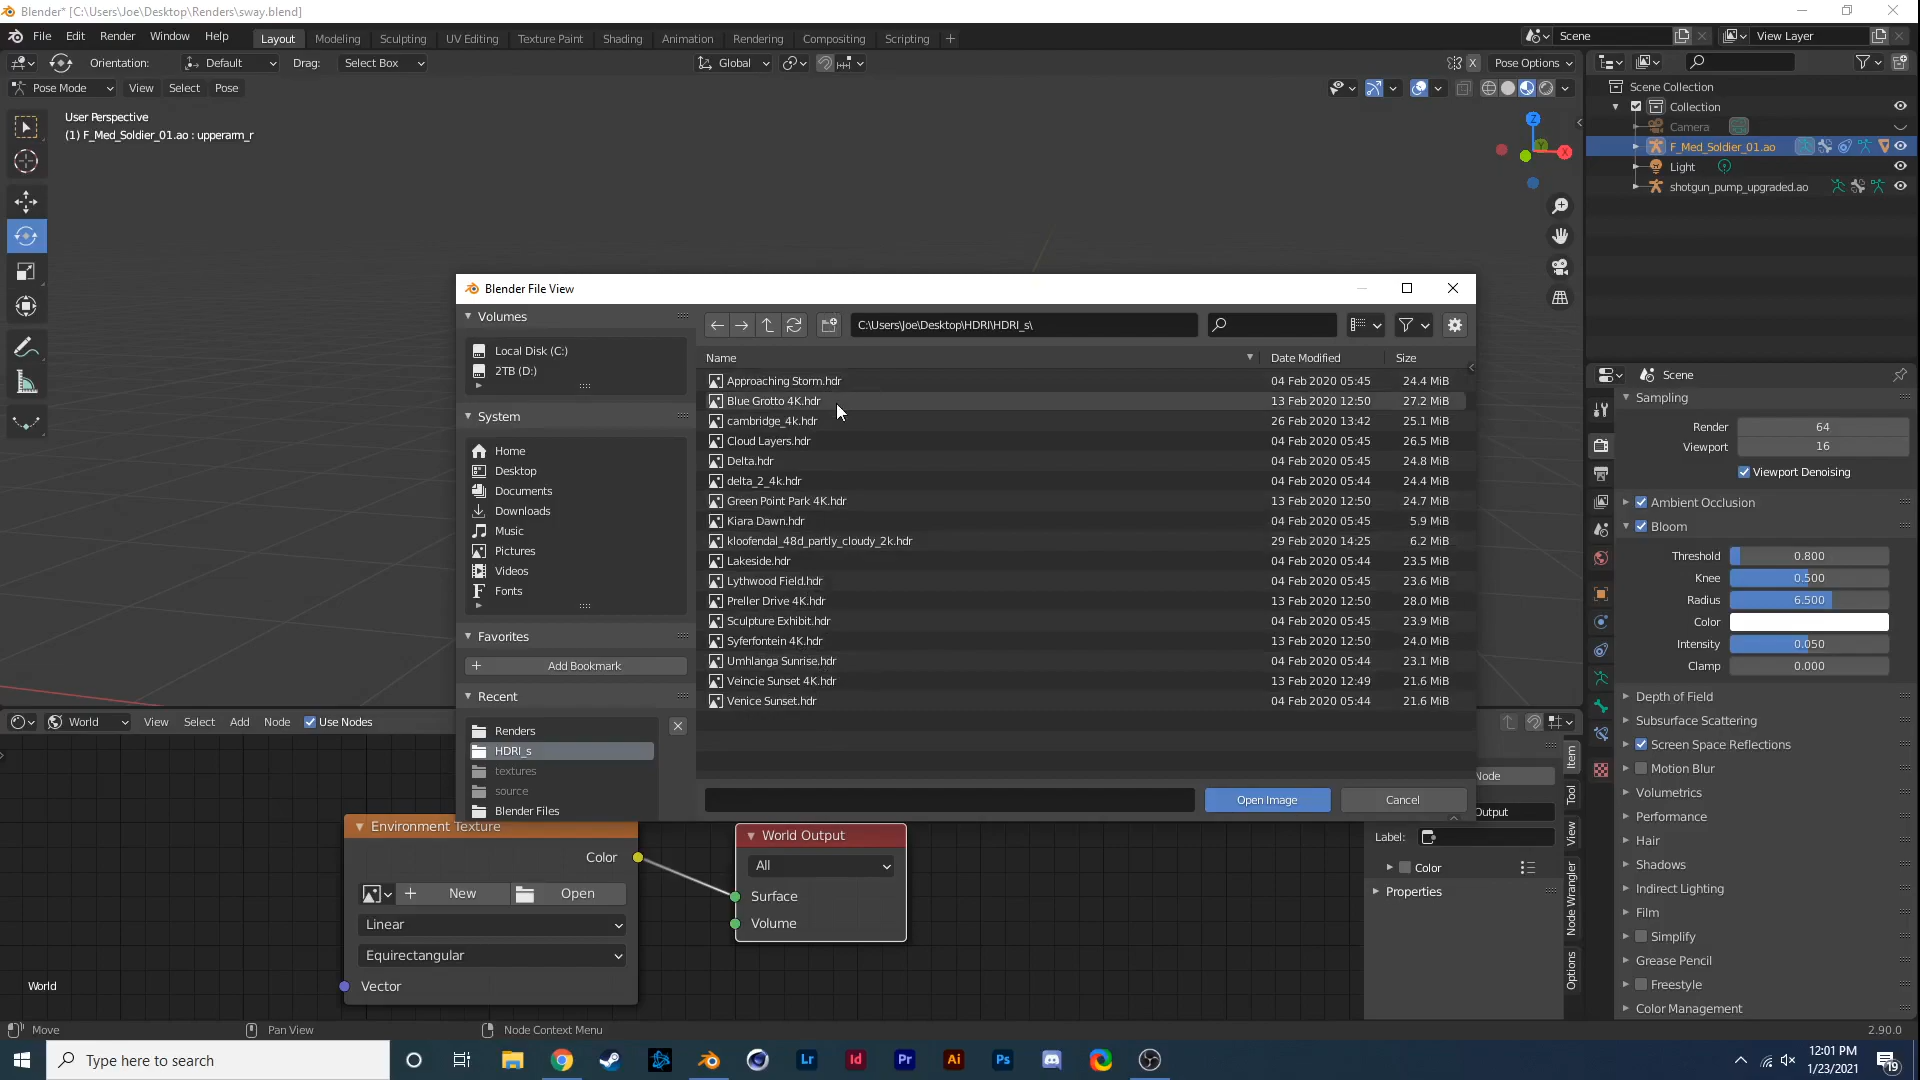 Blender* [C:\Users\Joe\Desktop\Renders\sway.blend]
File Edit Render Window Help Layout Modeling Sculpting UV Editing Texture Paint Shading Animation Rendering Compositing Scripting + Scene View Layer
Orientation: Default Drag: Select Box Global X Pose Options
Pose Mode View Select Pose
User Perspective
(1) F_Med_Soldier_01.ao : upperarm_r
Z
Y
X
Scene Collection
Collection
Camera
F_Med_Soldier_01.ao
Light
shotgun_pump_upgraded.ao
Blender File View
Volumes
Local Disk (C:)
2TB (D:)
System
Home
Desktop
Documents
Downloads
Music
Pictures
Videos
Fonts
Favorites
Add Bookmark
Recent
Renders
HDRI_s
textures
source
Blender Files
C:\Users\Joe\Desktop\HDRI\HDRI_s\
Name Date Modified Size
Approaching Storm.hdr 04 Feb 2020 05:45 24.4 MiB
Blue Grotto 4K.hdr 13 Feb 2020 12:50 27.2 MiB
cambridge_4k.hdr 26 Feb 2020 13:42 25.1 MiB
Cloud Layers.hdr 04 Feb 2020 05:45 26.5 MiB
Delta.hdr 04 Feb 2020 05:45 24.8 MiB
delta_2_4k.hdr 04 Feb 2020 05:44 24.4 MiB
Green Point Park 4K.hdr 13 Feb 2020 12:50 24.7 MiB
Kiara Dawn.hdr 04 Feb 2020 05:45 5.9 MiB
kloofendal_48d_partly_cloudy_2k.hdr 29 Feb 2020 14:25 6.2 MiB
Lakeside.hdr 04 Feb 2020 05:44 23.5 MiB
Lythwood Field.hdr 04 Feb 2020 05:45 23.6 MiB
Preller Drive 4K.hdr 13 Feb 2020 12:50 28.0 MiB
Sculpture Exhibit.hdr 04 Feb 2020 05:45 23.9 MiB
Syferfontein 4K.hdr 13 Feb 2020 12:50 24.0 MiB
Umhlanga Sunrise.hdr 04 Feb 2020 05:44 23.1 MiB
Veincie Sunset 4K.hdr 13 Feb 2020 12:49 21.6 MiB
Venice Sunset.hdr 04 Feb 2020 05:44 21.6 MiB
Open Image Cancel
Scene
Sampling
Render 64
Viewport 16
Viewport Denoising
Ambient Occlusion
Bloom
Threshold 0.800
Knee 0.500
Radius 6.500
Color
Intensity 0.050
Clamp 0.000
Depth of Field
Subsurface Scattering
Screen Space Reflections
Motion Blur
Volumetrics
Performance
Hair
Shadows
Indirect Lighting
Film
Simplify
Grease Pencil
Freestyle
Color Management
World View Select Add Node Use Nodes
Environment Texture
Color
New Open
Linear
Equirectangular
Vector
World Output
All
Surface
Volume
World
Node
Output
Label:
Color
Properties
Item
Tool
View
Node Wrangler
Options
Move Pan View Node Context Menu 2.90.0
Type here to search
Lr Id Pr Ai Ps
12:01 PM
1/23/2021
19